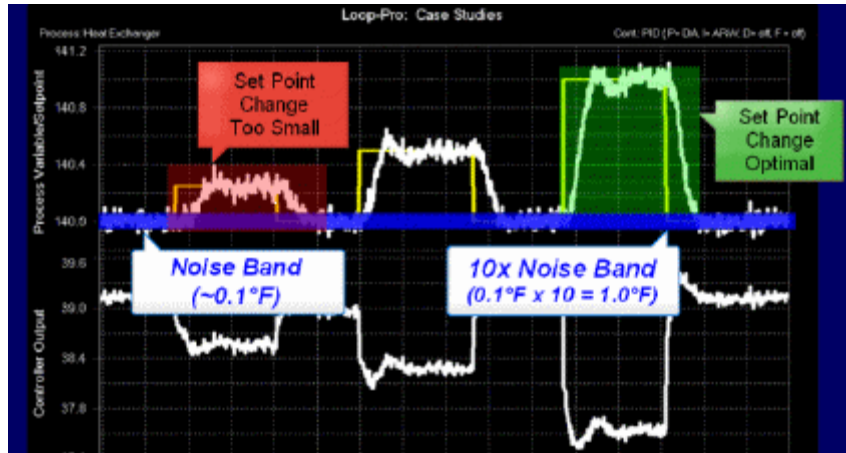 Loop-Pro: Case Studies
Process: Heat Exchanger
Cont: PID ( P= DA, I= ARW, D= off, F = off)
141.2
140.8
140.4
140.0
Process Variable/Setpoint
Set Point
Change
Too Small
Set Point
Change
Optimal
Noise Band
(~0.1°F)
10x Noise Band
(0.1°F x 10 = 1.0°F)
39.6
39.0
38.4
37.8
Controller Output